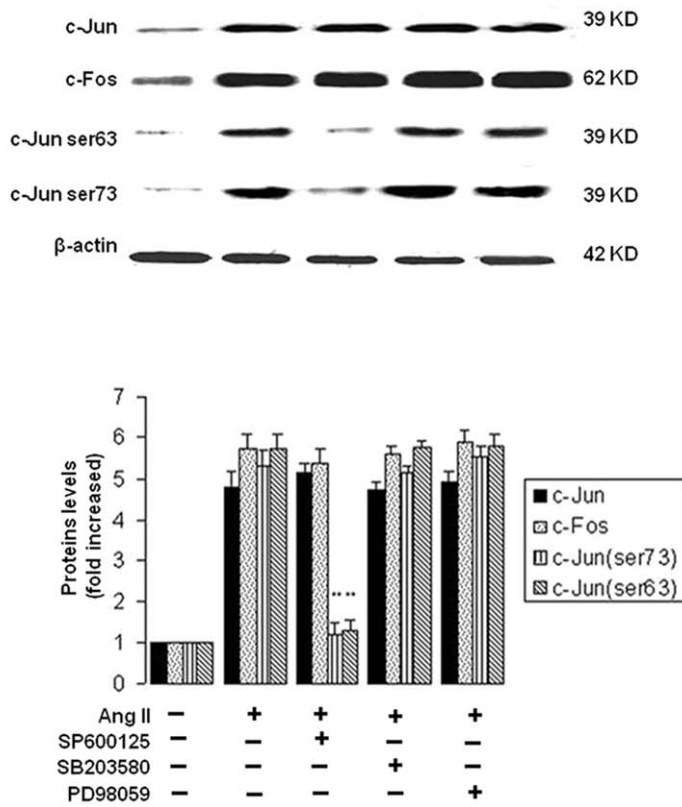 c-Jun 39 KD
c-Fos 62 KD
c-Jun ser63 39 KD
c-Jun ser73 39 KD
β-actin 42 KD
Proteins levels
(fold increased)
7
6
5
4
3
2
1
0
** **
c-Jun
c-Fos
c-Jun(ser73)
c-Jun(ser63)
Ang II − + + + +
SP600125 − − + − −
SB203580 − − − + −
PD98059 − − − − +